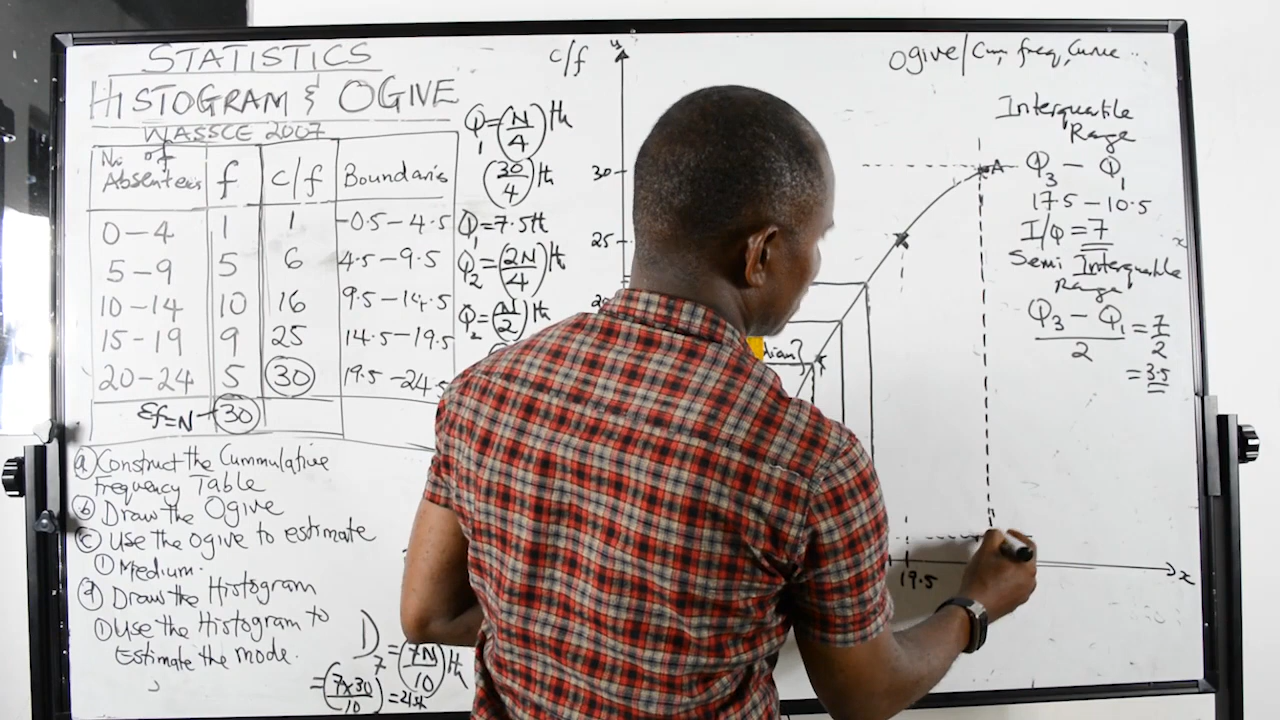 STATISTICS
HISTOGRAM & OGIVE
WASSCE 2007
No. of Absentees f c/f Boundaries
0-4 1 1 -0.5-4.5
5-9 5 6 4.5-9.5
10-14 10 16 9.5-14.5
15-19 9 25 14.5-19.5
20-24 5 30 19.5-24.5
Σf=N→30
a) Construct the Cummulative
Frequency Table
b) Draw the Ogive
c) Use the Ogive to estimate
① Medium.
d) Draw the Histogram
① Use the Histogram to
Estimate the mode.
Q1=(N/4)th
(30/4)th
Q1=7.5th
Q2=(2N/4)th
Q2=(N/2)th
D7=(7N/10)th
=(7x30/10)=21st
c/f
y
30
25
20
dian}
19.5
x
Ogive/Cum, freq, Curve..
Interquartile
Range
Q3-Q1
17.5-10.5
I/Q=7
Semi Interquartile
Range
Q3-Q1/2=7/2
=3.5